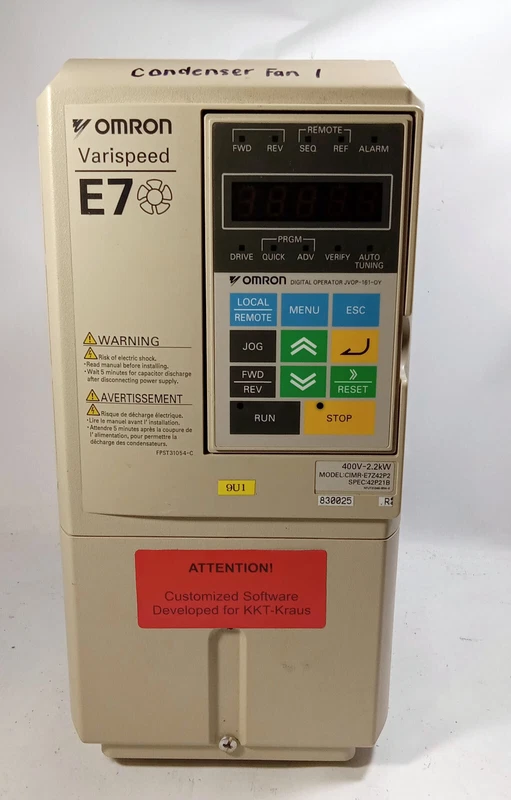 Condenser Fan 1
OMRON
Varispeed
E7
REMOTE
FWD REV SEQ REF ALARM
PRGM
DRIVE QUICK ADV VERIFY AUTO TUNING
OMRON DIGITAL OPERATOR JVOP-161-OY
LOCAL REMOTE MENU ESC
JOG
FWD REV RESET
RUN STOP
WARNING
Risk of electric shock.
・Read manual before installing.
・Wait 5 minutes for capacitor discharge
after disconnecting power supply.
AVERTISSEMENT
Risque de décharge électrique.
・Lire le manuel avant l' installation.
・Attendre 5 minutes après la coupure de
l' alimentation, pour permettre la
décharge des condensateurs.
FPST31054-C
400V-2.2kW
MODEL:CIMR-E7Z42P2
SPEC:42P21B
9U1
830025
ATTENTION!
Customized Software
Developed for KKT-Kraus